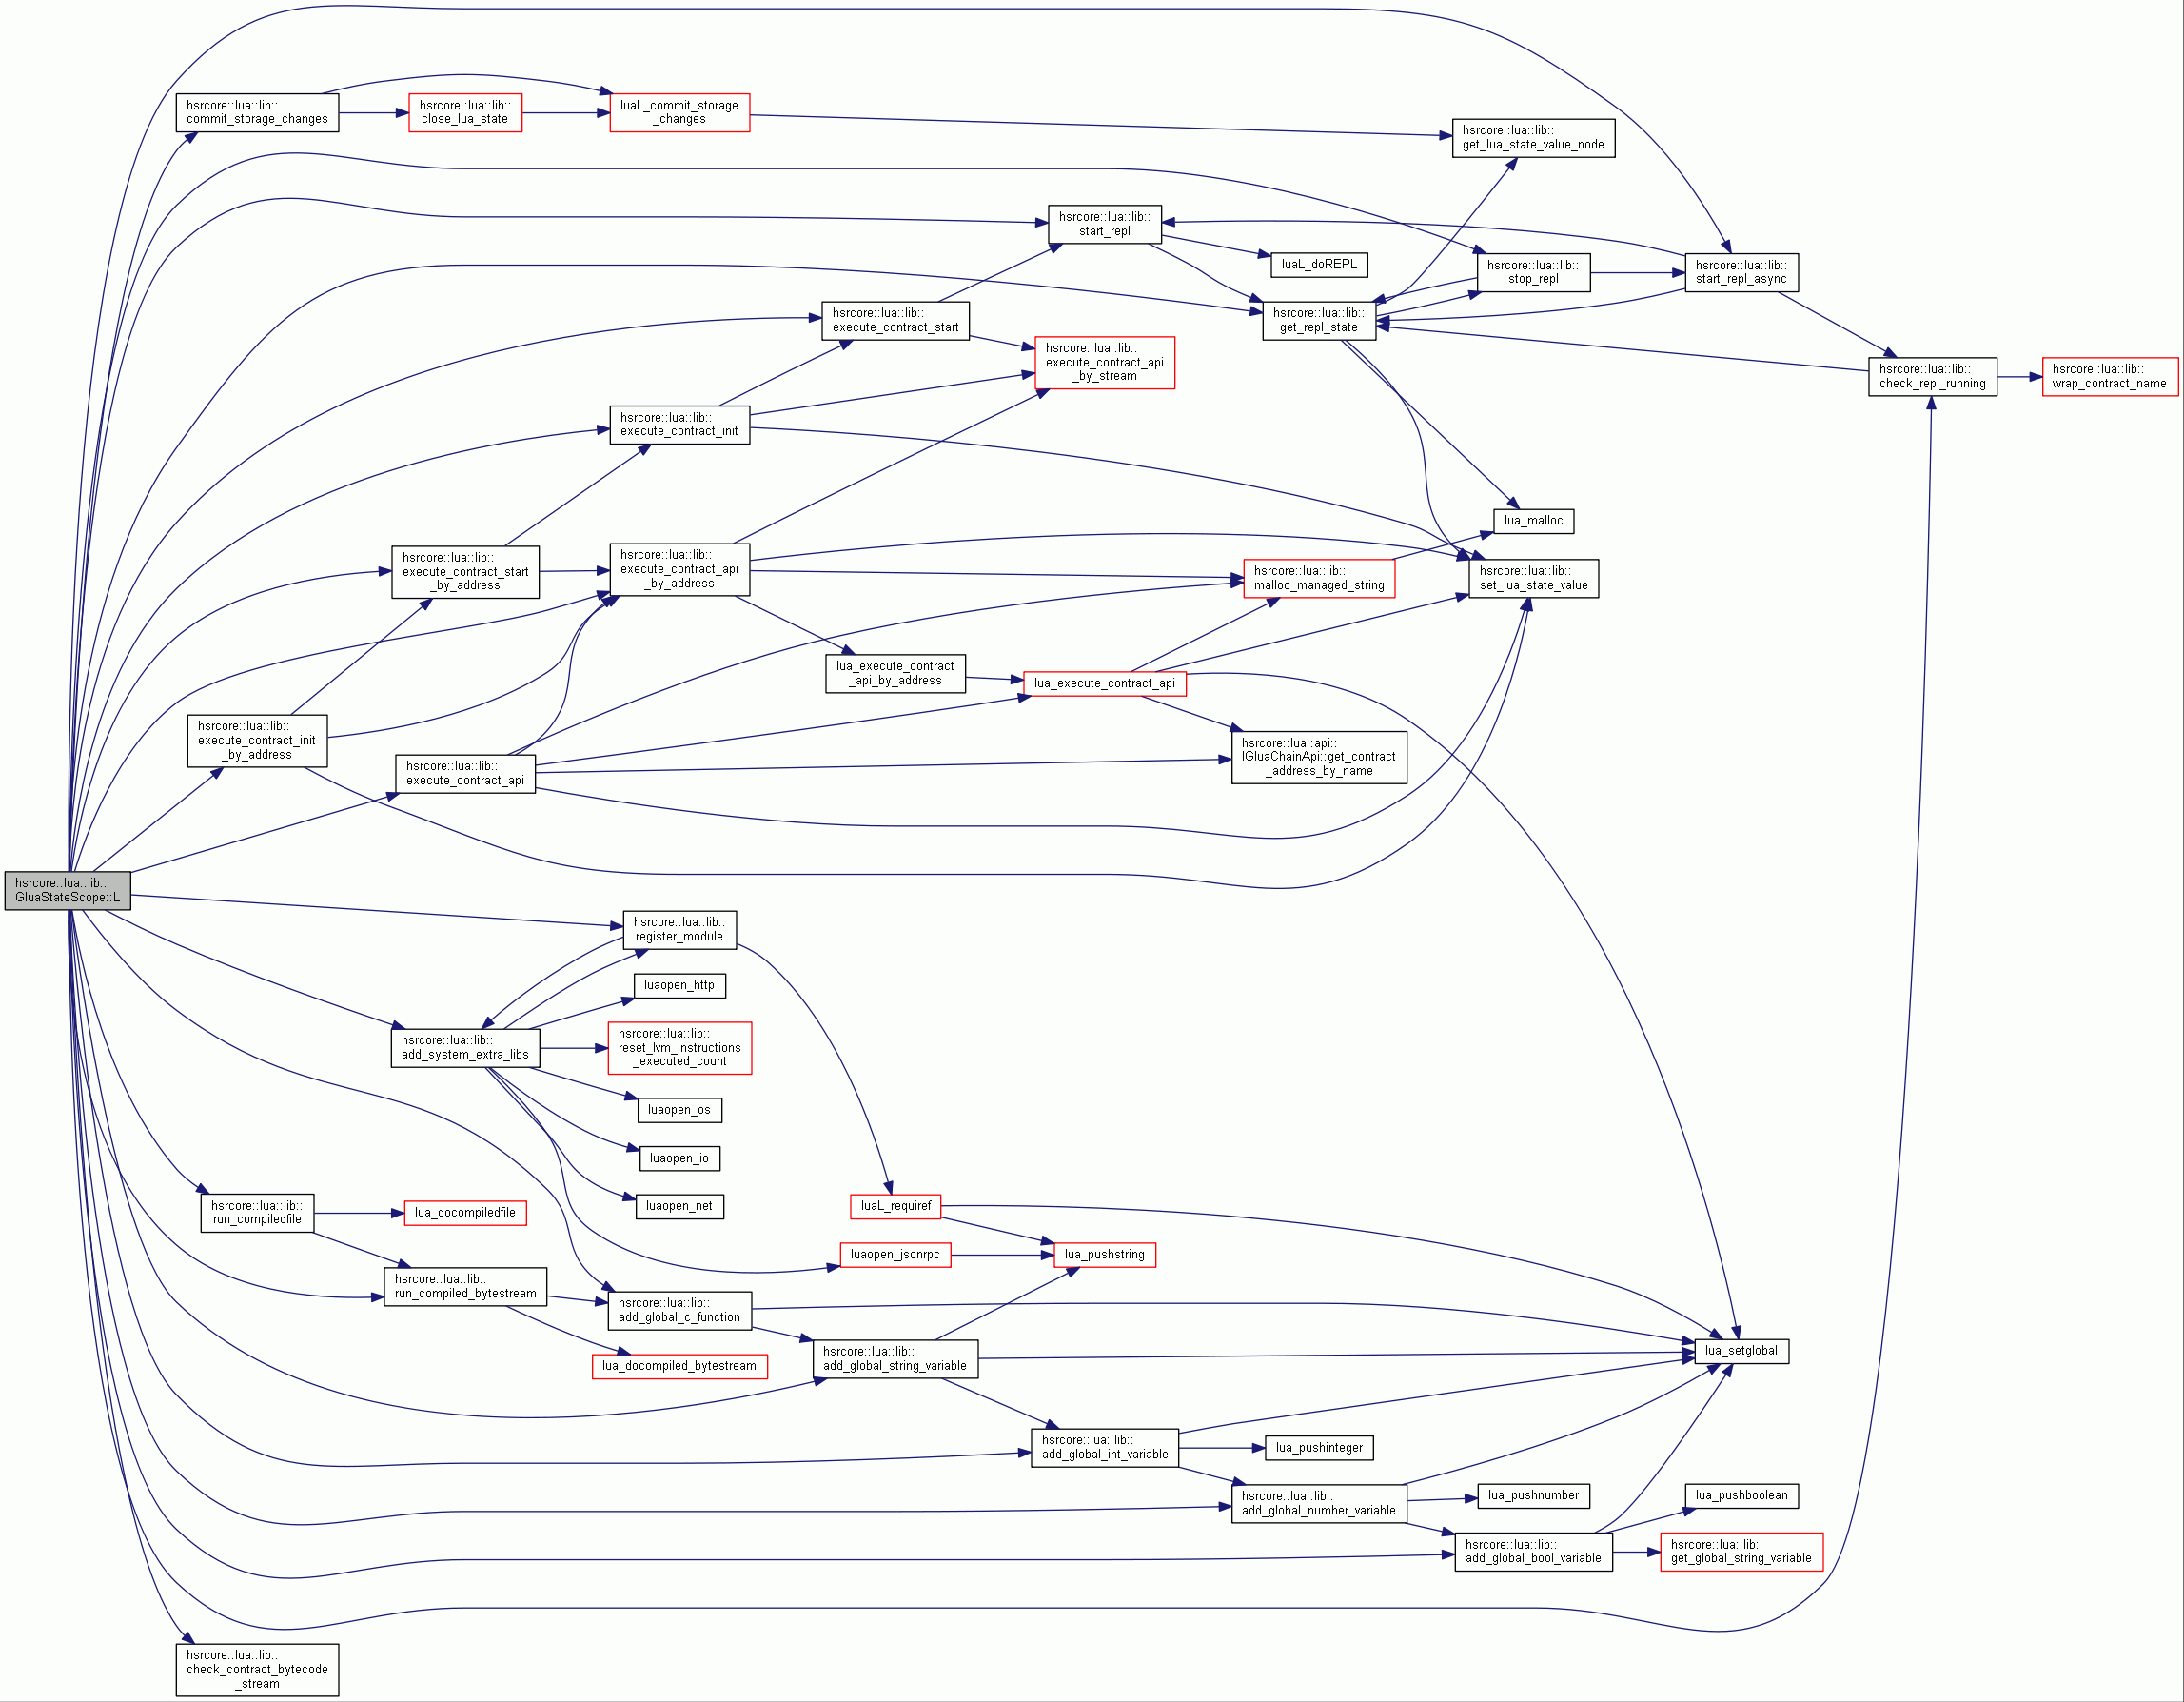 hsrcore::lua::lib::
commit_storage_changes
hsrcore::lua::lib::
close_lua_state
luaL_commit_storage
_changes
hsrcore::lua::lib::
get_lua_state_value_node
hsrcore::lua::lib::
start_repl
luaL_doREPL
hsrcore::lua::lib::
stop_repl
hsrcore::lua::lib::
start_repl_async
hsrcore::lua::lib::
execute_contract_start
hsrcore::lua::lib::
get_repl_state
hsrcore::lua::lib::
execute_contract_api
_by_stream
hsrcore::lua::lib::
check_repl_running
hsrcore::lua::lib::
wrap_contract_name
hsrcore::lua::lib::
execute_contract_init
lua_malloc
hsrcore::lua::lib::
execute_contract_start
_by_address
hsrcore::lua::lib::
execute_contract_api
_by_address
hsrcore::lua::lib::
malloc_managed_string
hsrcore::lua::lib::
set_lua_state_value
lua_execute_contract
_api_by_address
lua_execute_contract_api
hsrcore::lua::lib::
execute_contract_init
_by_address
hsrcore::lua::lib::
execute_contract_api
hsrcore::lua::api::
IGluaChainApi::get_contract
_address_by_name
hsrcore::lua::lib::
GluaStateScope::L
hsrcore::lua::lib::
register_module
luaopen_http
hsrcore::lua::lib::
add_system_extra_libs
hsrcore::lua::lib::
reset_lvm_instructions
_executed_count
luaopen_os
luaopen_io
luaopen_net
hsrcore::lua::lib::
run_compiledfile
lua_docompiledfile
luaL_requiref
luaopen_jsonrpc
lua_pushstring
hsrcore::lua::lib::
run_compiled_bytestream
hsrcore::lua::lib::
add_global_c_function
lua_docompiled_bytestream
hsrcore::lua::lib::
add_global_string_variable
lua_setglobal
hsrcore::lua::lib::
add_global_int_variable
lua_pushinteger
hsrcore::lua::lib::
add_global_number_variable
lua_pushnumber
lua_pushboolean
hsrcore::lua::lib::
add_global_bool_variable
hsrcore::lua::lib::
get_global_string_variable
hsrcore::lua::lib::
check_contract_bytecode
_stream